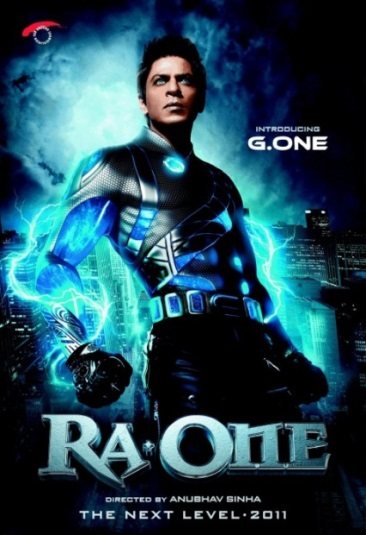 INTRODUCING
G.ONE
RA·ONE
DIRECTED BY ANUBHAV SINHA
THE NEXT LEVEL·2011